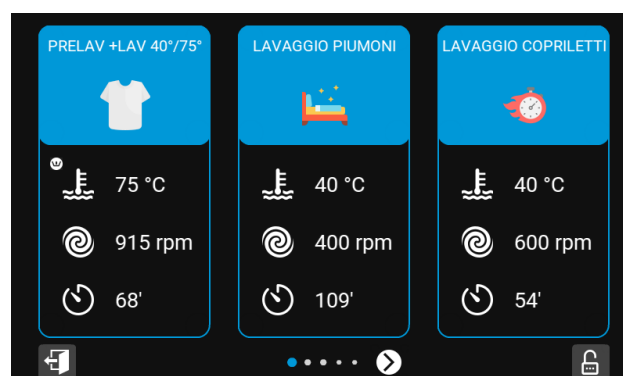 PRELAV +LAV 40°/75°
75 °C
915 rpm
68'
LAVAGGIO PIUMONI
40 °C
400 rpm
109'
LAVAGGIO COPRILETTI
40 °C
600 rpm
54'